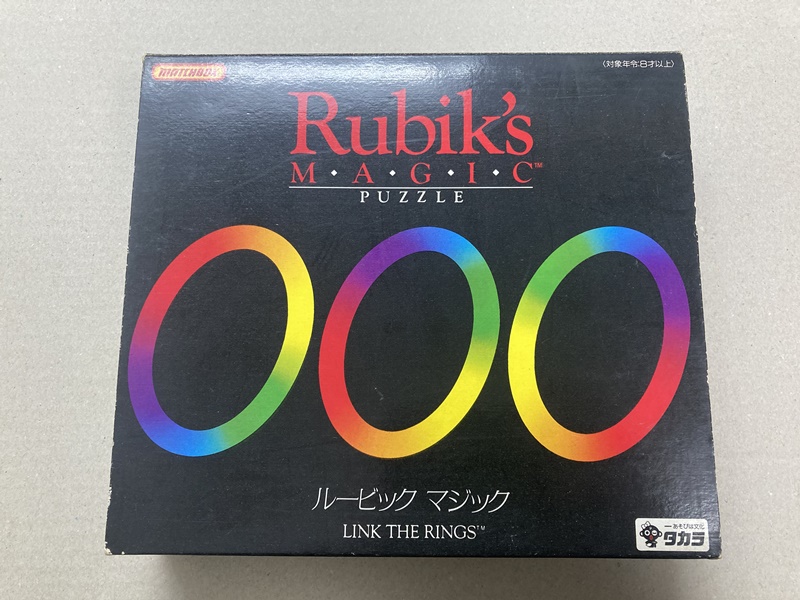 MATCHBOX
(対象年令:8才以上)
Rubik's
M·A·G·I·C™
PUZZLE
ルービック マジック
LINK THE RINGS™
ーあそびは文化
タカラ